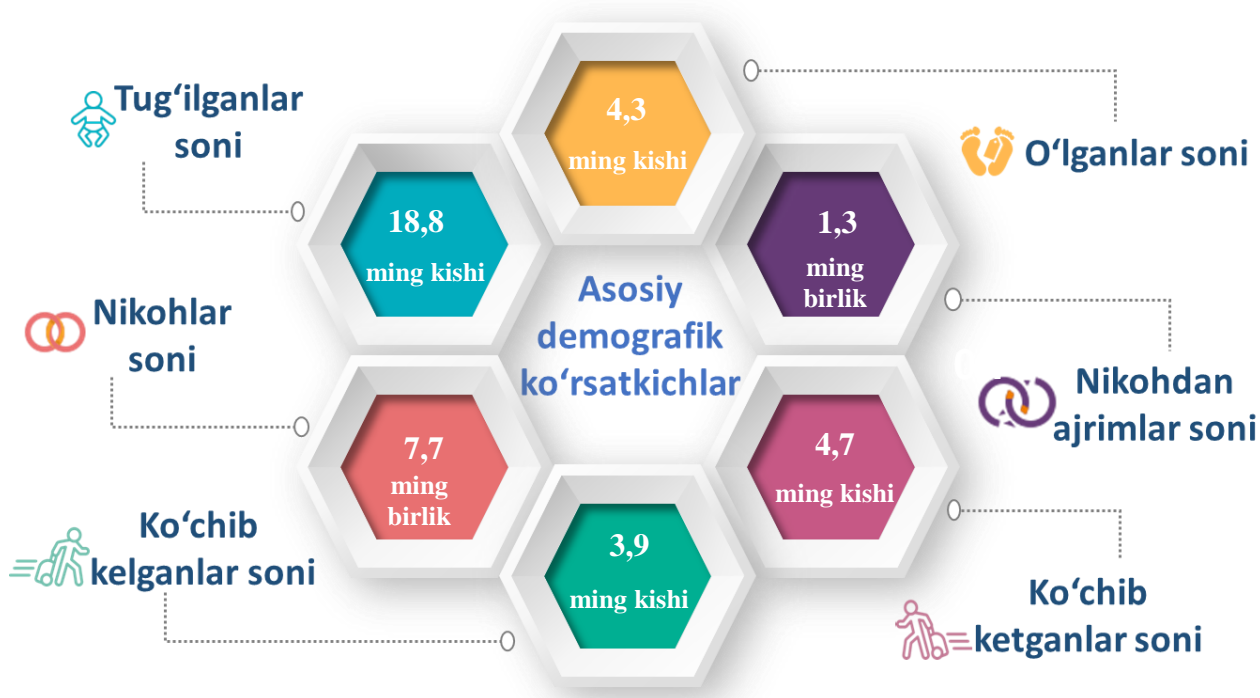 Tug‘ilganlar
soni
18,8
ming kishi
4,3
ming kishi
O‘lganlar soni
1,3
ming
birlik
Nikohdan
ajrimlar soni
Asosiy
demografik
ko‘rsatkichlar
Nikohlar
soni
7,7
ming
birlik
4,7
ming kishi
Ko‘chib
ketganlar soni
Ko‘chib
kelganlar soni
3,9
ming kishi